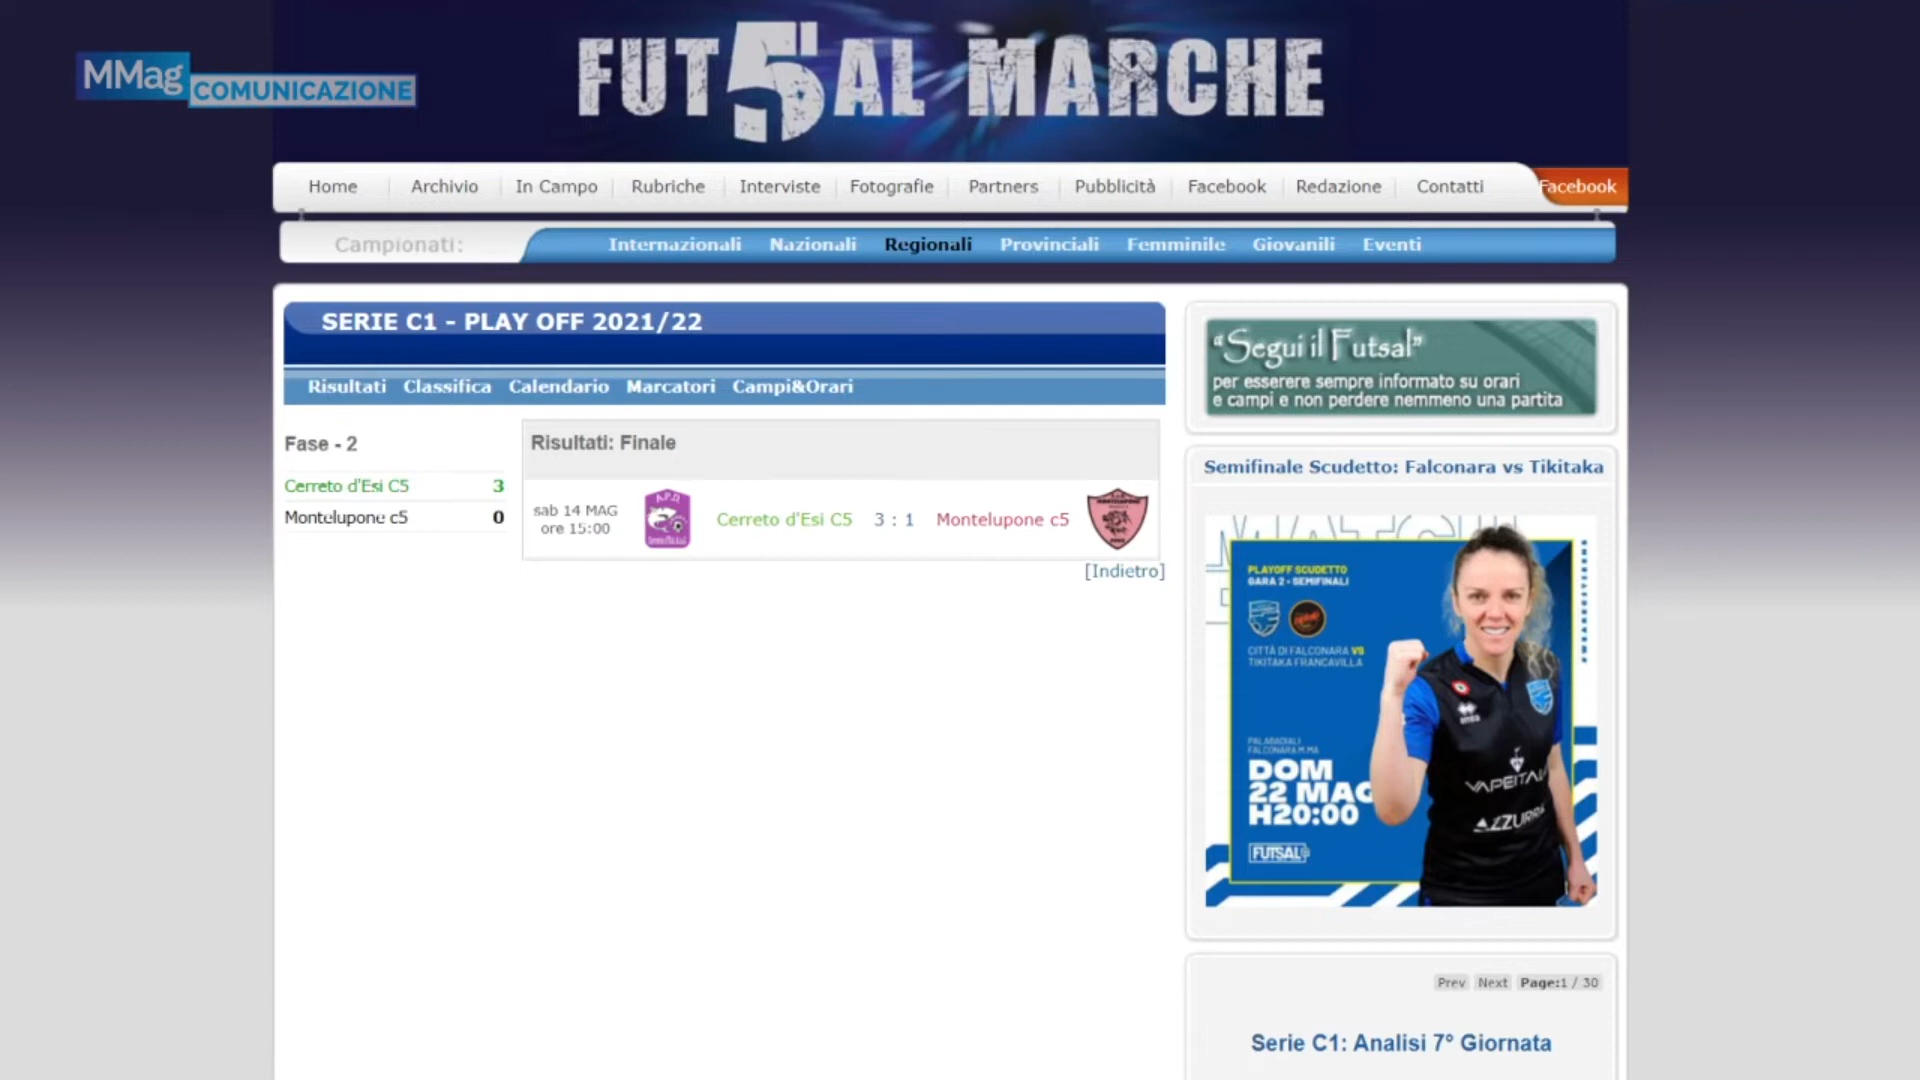 MMag
COMUNICAZIONE
FUT5AL MARCHE
Home
Archivio
In Campo
Rubriche
Interviste
Fotografie
Partners
Pubblicità
Facebook
Redazione
Contatti
Facebook
Campionati:
Internazionali
Nazionali
Regionali
Provinciali
Femminile
Giovanili
Eventi
SERIE C1 - PLAY OFF 2021/22
Risultati
Classifica
Calendario
Marcatori
Campi&Orari
Fase - 2
Cerreto d'Esi C5 3
Montelupone c5 0
Risultati: Finale
sab 14 MAG
ore 15:00
A.P.D.
Cerreto d'Esi C5 3 : 1 Montelupone c5
[Indietro]
“Segui il Futsal”
per esserere sempre informato su orari
e campi e non perdere nemmeno una partita
Semifinale Scudetto: Falconara vs Tikitaka
PLAYOFF SCUDETTO
GARA 2 - SEMIFINALI
CITTÀ DI FALCONARA VS
TIKITAKA FRANCAVILLA
PALABADIALI
FALCONARA M.MA
DOM
22 MAG
H20:00
FUTSAL
VAPEITALIA
AZZURRA
Prev Next Page:1 / 30
Serie C1: Analisi 7° Giornata